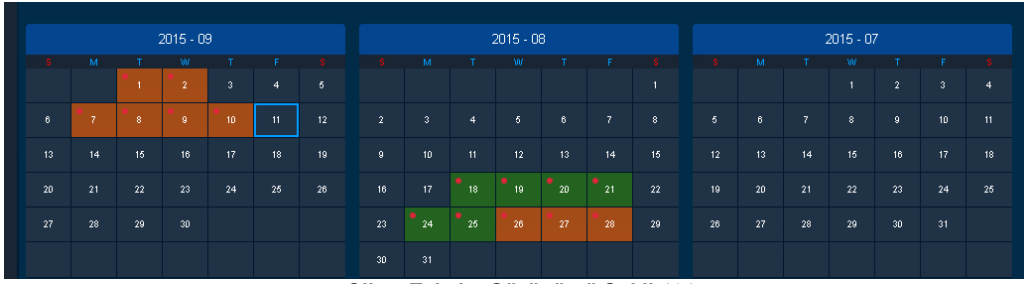 2015 - 09
S M T W T F S
1 2 3 4 5
6 7 8 9 10 11 12
13 14 15 16 17 18 19
20 21 22 23 24 25 26
27 28 29 30
2015 - 08
S M T W T F S
1
2 3 4 5 6 7 8
9 10 11 12 13 14 15
16 17 18 19 20 21 22
23 24 25 26 27 28 29
30 31
2015 - 07
S M T W T F S
1 2 3 4
5 6 7 8 9 10 11
12 13 14 15 16 17 18
19 20 21 22 23 24 25
26 27 28 29 30 31